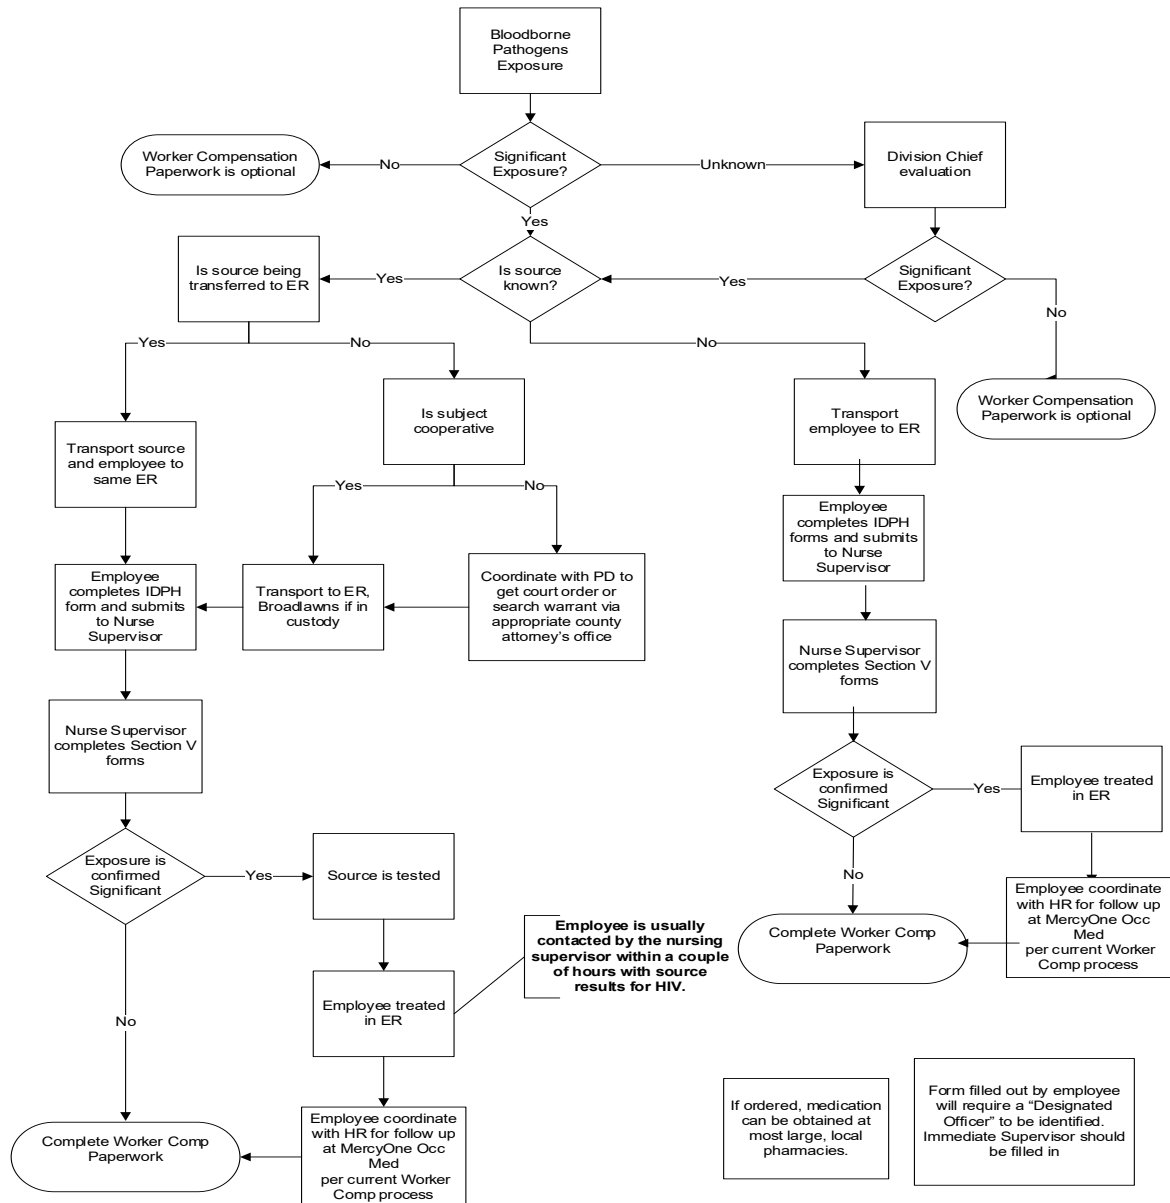 Bloodborne
Pathogens
Exposure
Significant
Exposure?
No
Worker Compensation
Paperwork is optional
Unknown
Division Chief
evaluation
Yes
Is source
known?
Yes
Is source being
transferred to ER
Yes
Significant
Exposure?
No
Worker Compensation
Paperwork is optional
Yes
No
No
Transport source
and employee to
same ER
Is subject
cooperative
Transport
employee to ER
Yes
No
Employee
completes IDPH
form and submits
to Nurse
Supervisor
Transport to ER,
Broadlawns if in
custody
Coordinate with PD to
get court order or
search warrant via
appropriate county
attorney's office
Employee
completes IDPH
forms and submits
to Nurse
Supervisor
Nurse Supervisor
completes Section V
forms
Nurse Supervisor
completes Section V
forms
Exposure is
confirmed
Significant
Yes
Employee treated
in ER
No
Exposure is
confirmed
Significant
Yes
Source is tested
No
Employee is usually
contacted by the nursing
supervisor within a couple
of hours with source
results for HIV.
Employee treated
in ER
Complete Worker Comp
Paperwork
Employee coordinate
with HR for follow up
at MercyOne Occ
Med
per current Worker
Comp process
Complete Worker Comp
Paperwork
Employee coordinate
with HR for follow up
at MercyOne Occ
Med
per current Worker
Comp process
If ordered, medication
can be obtained at
most large, local
pharmacies.
Form filled out by employee
will require a “Designated
Officer” to be identified.
Immediate Supervisor should
be filled in